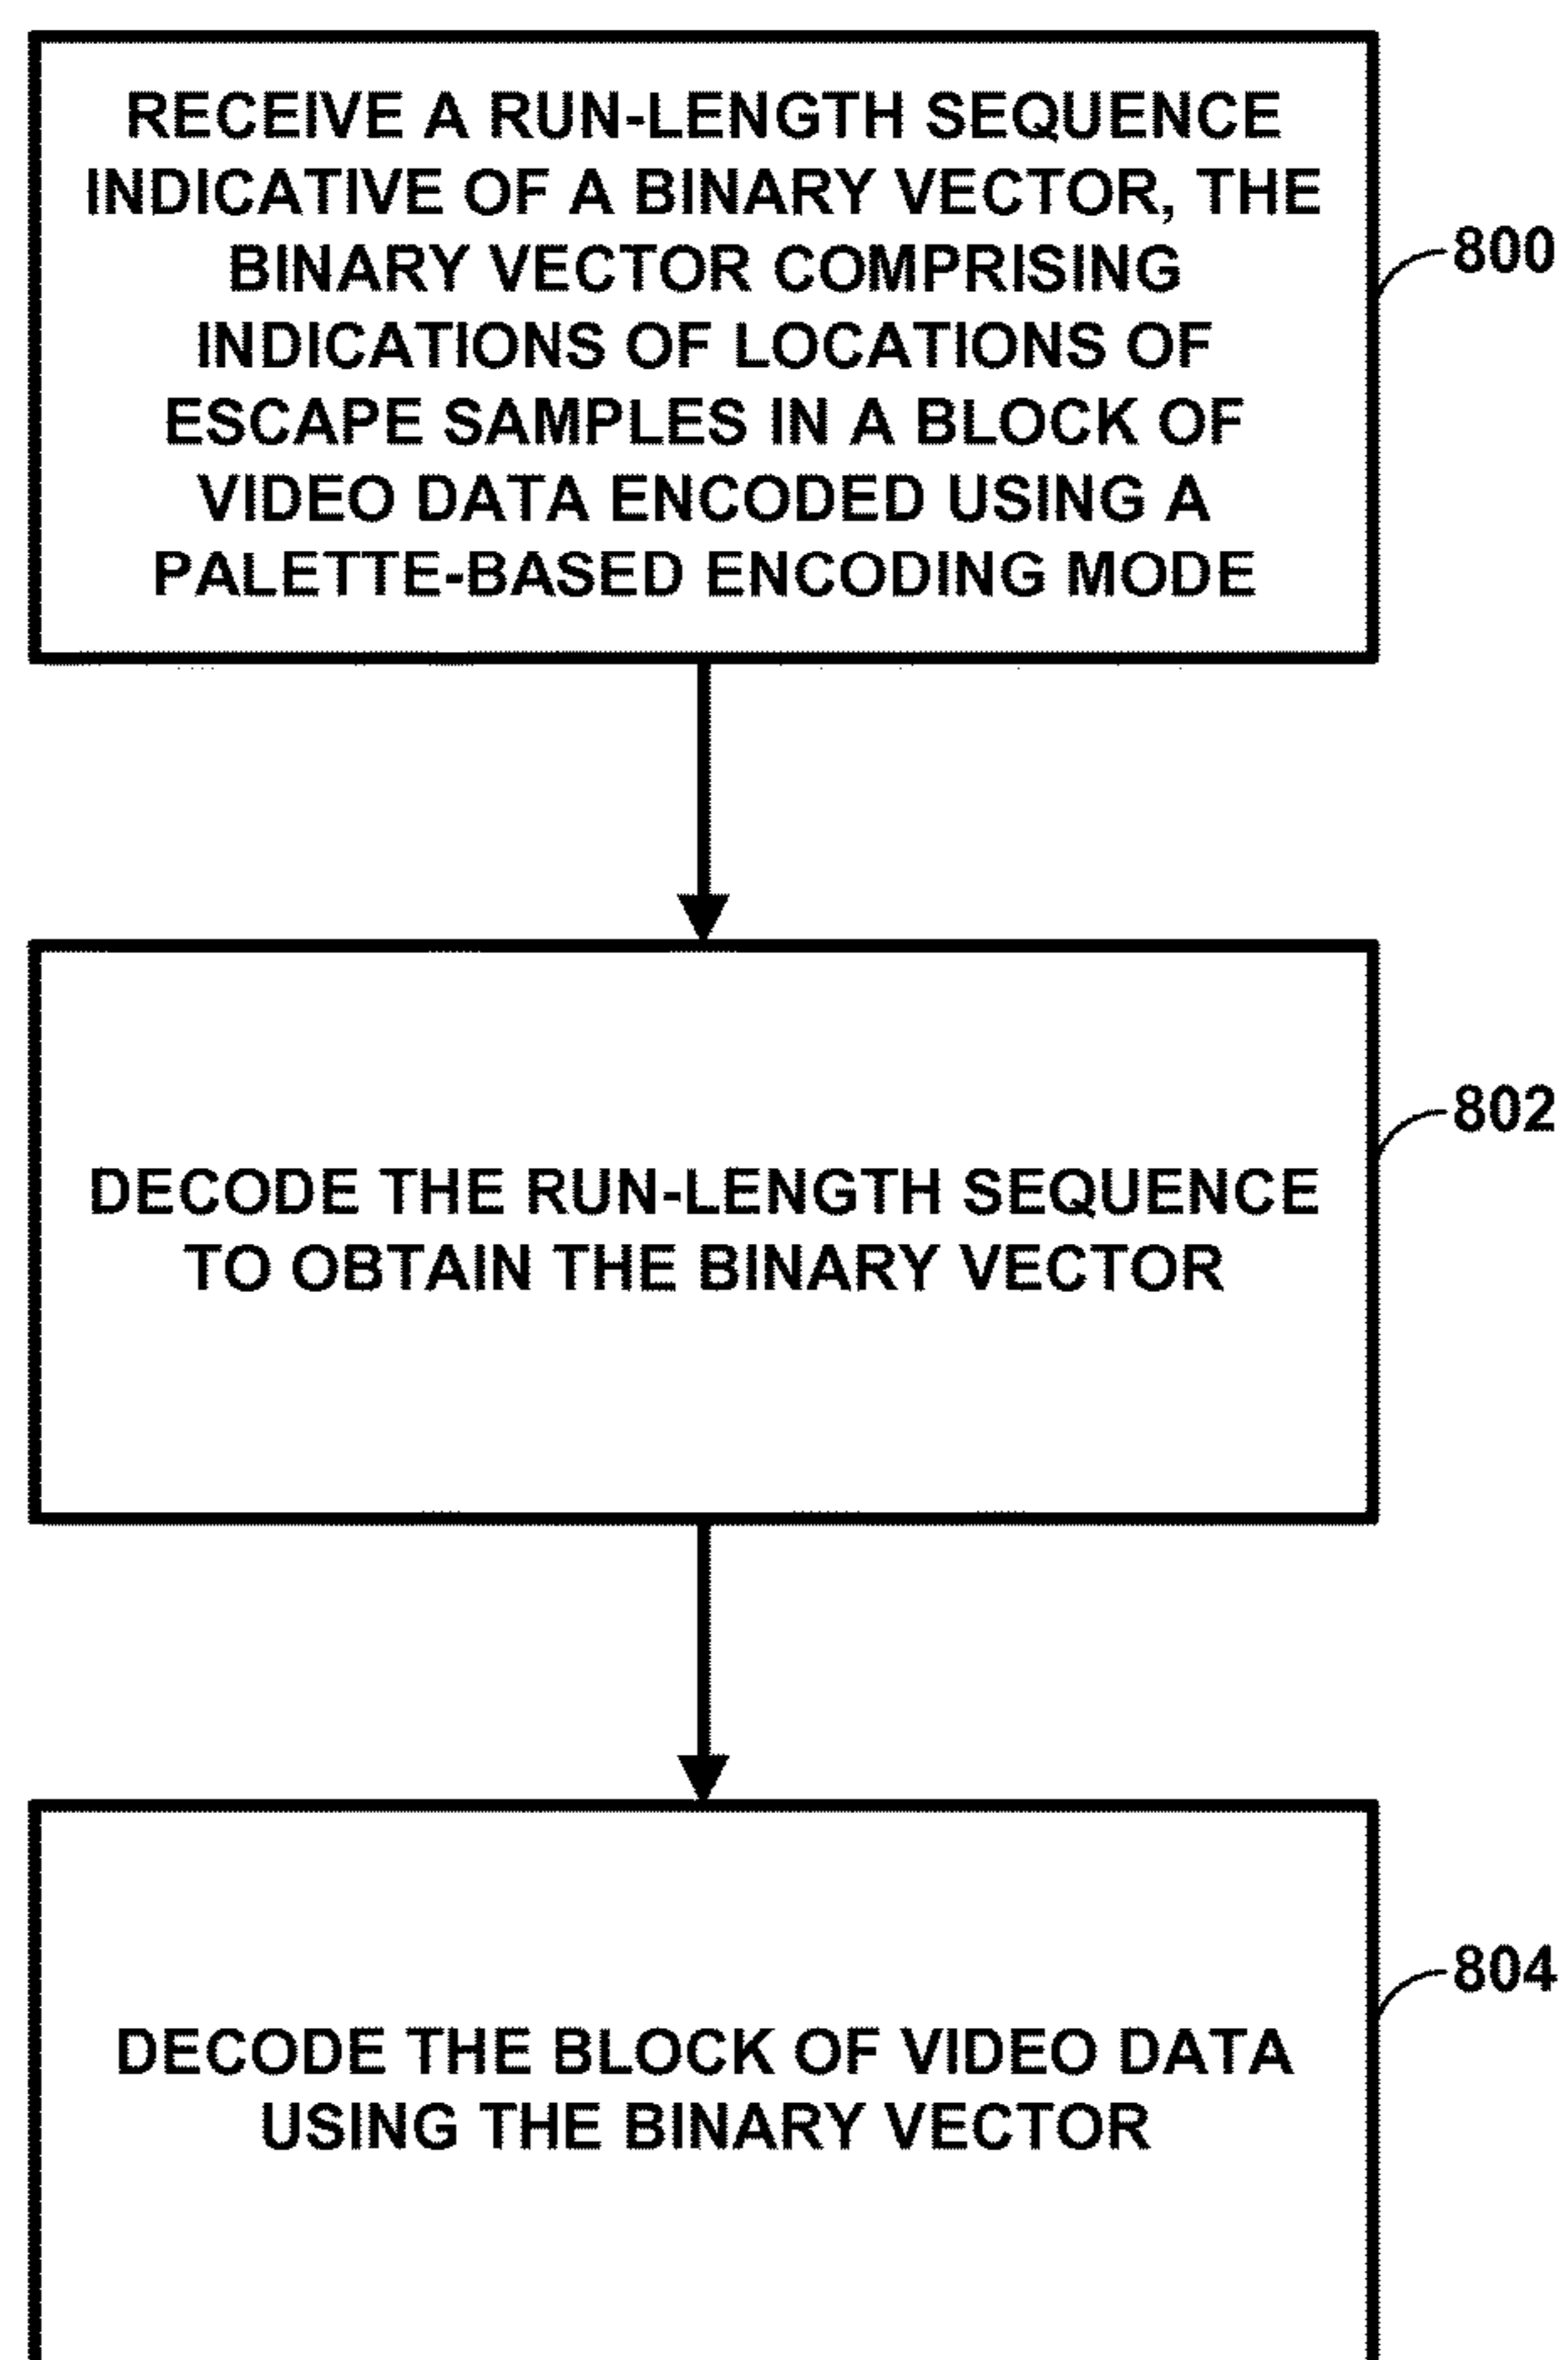 RECEIVE A RUN-LENGTH SEQUENCE
INDICATIVE OF A BINARY VECTOR, THE
BINARY VECTOR COMPRISING
INDICATIONS OF LOCATIONS OF
ESCAPE SAMPLES IN A BLOCK OF
VIDEO DATA ENCODED USING A
PALETTE-BASED ENCODING MODE
800
DECODE THE RUN-LENGTH SEQUENCE
TO OBTAIN THE BINARY VECTOR
802
DECODE THE BLOCK OF VIDEO DATA
USING THE BINARY VECTOR
804